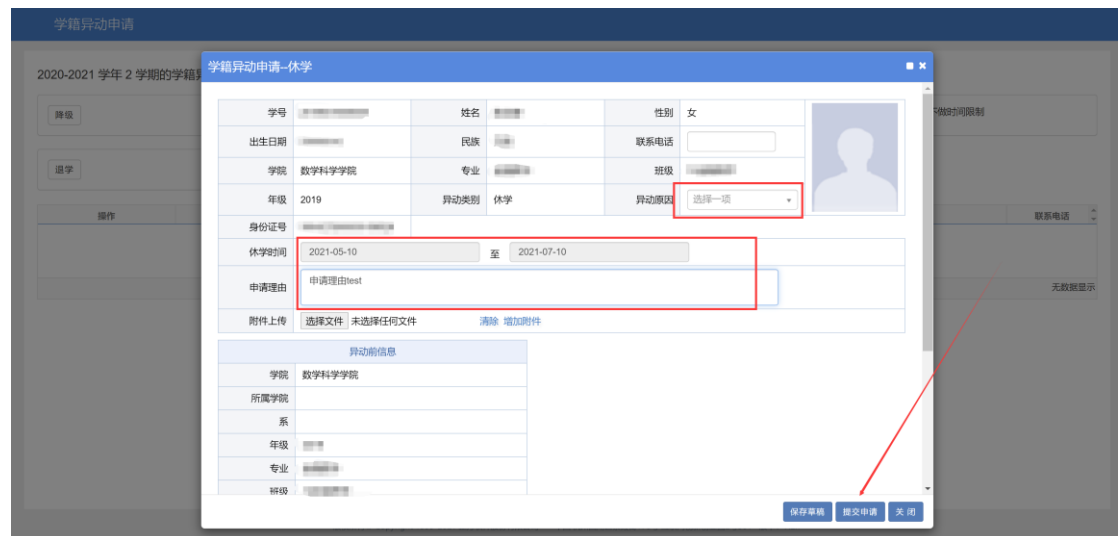 学籍异动申请
2020-2021 学年 2 学期的学籍
学籍异动申请--休学
降级
不做时间限制
退学
操作
联系电话
无数据显示
学号 姓名 性别 女
出生日期 民族 联系电话
学院 数学科学学院 专业 班级
年级 2019 异动类别 休学 异动原因 选择一项
身份证号
休学时间 2021-05-10 至 2021-07-10
申请理由 申请理由test
附件上传 选择文件 未选择任何文件 清除 增加附件
异动前信息
学院 数学科学学院
所属学院
系
年级
专业
班级
保存草稿 提交申请 关 闭